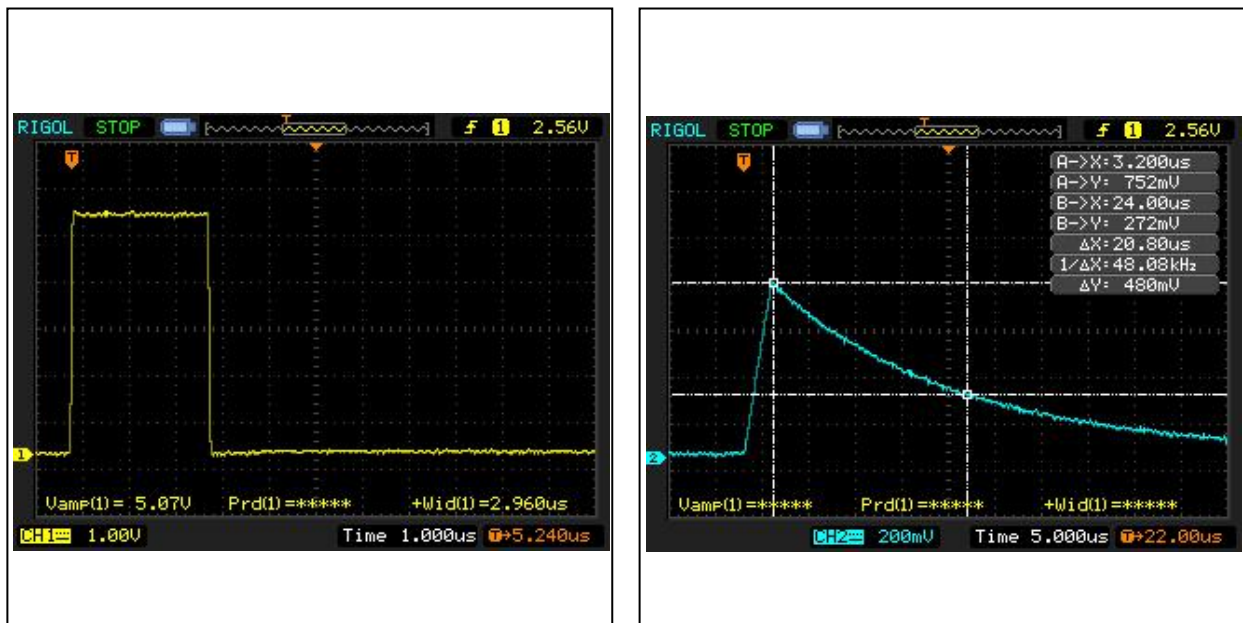 RIGOL STOP T 1 2.56V
T
1
Vamp(1)= 5.07V Prd(1)=***** +Wid(1)=2.960us
CH1 1.00V Time 1.000us T→5.240us
RIGOL STOP T 1 2.56V
T
A->X: 3.200us
A->Y: 752mV
B->X: 24.00us
B->Y: 272mV
ΔX: 20.80us
1/ΔX: 48.08kHz
ΔY: 480mV
2
Vamp(1)=***** Prd(1)=***** +Wid(1)=*****
CH2 200mV Time 5.000us T→22.00us